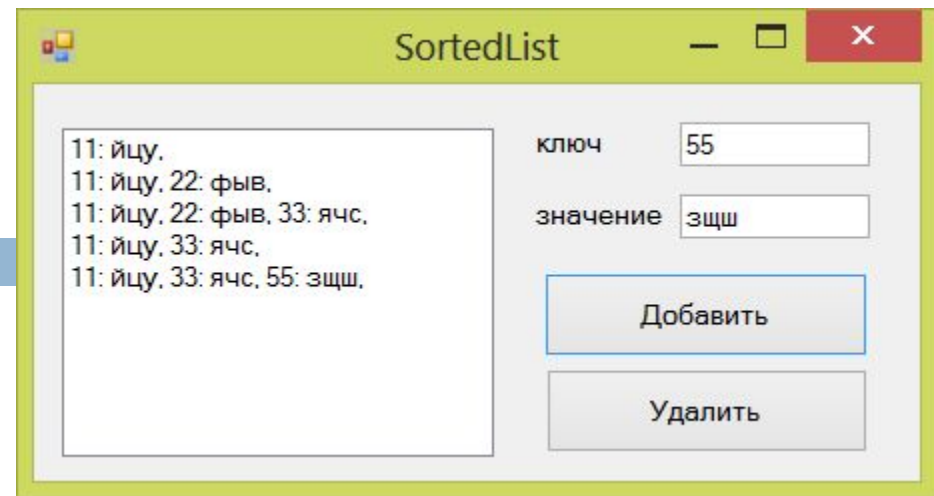 SortedList
11: йцу,
11: йцу, 22: фыв,
11: йцу, 22: фыв, 33: ячс,
11: йцу, 33: ячс,
11: йцу, 33: ячс, 55: зщш,
ключ 55
значение зщш
Добавить
Удалить